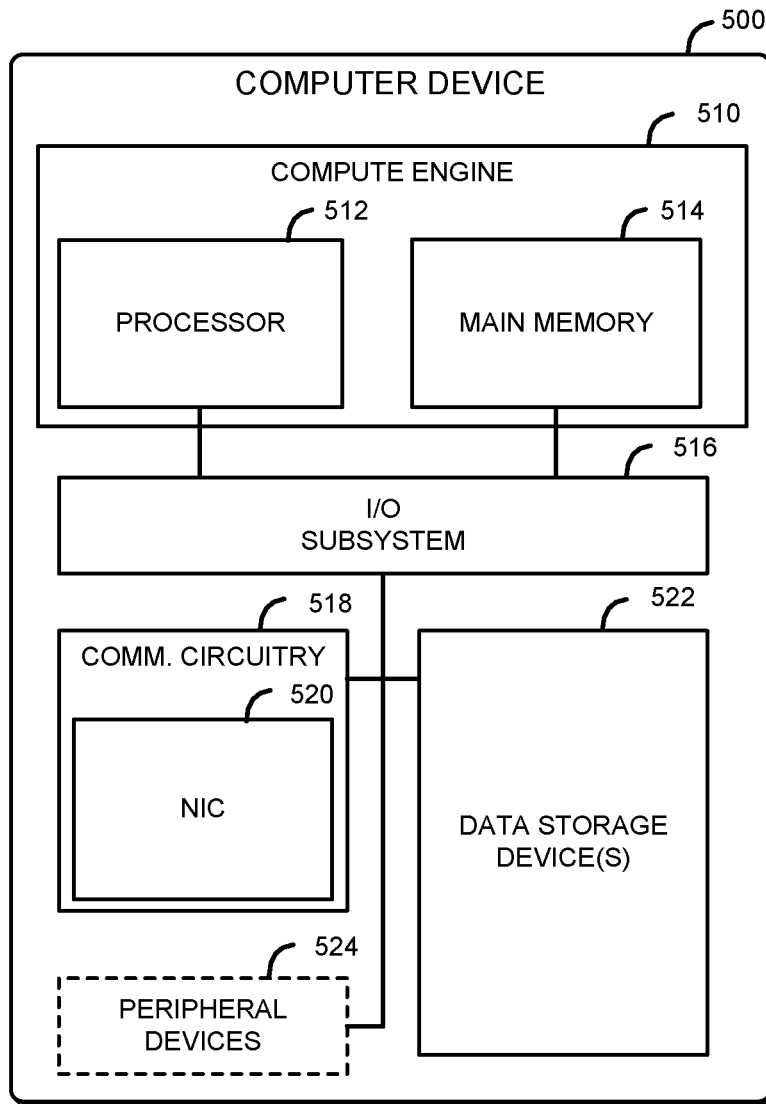 500
COMPUTER DEVICE
510
COMPUTE ENGINE
512
514
PROCESSOR
MAIN MEMORY
516
I/O
SUBSYSTEM
518
522
COMM. CIRCUITRY
520
NIC
DATA STORAGE
DEVICE(S)
524
PERIPHERAL
DEVICES